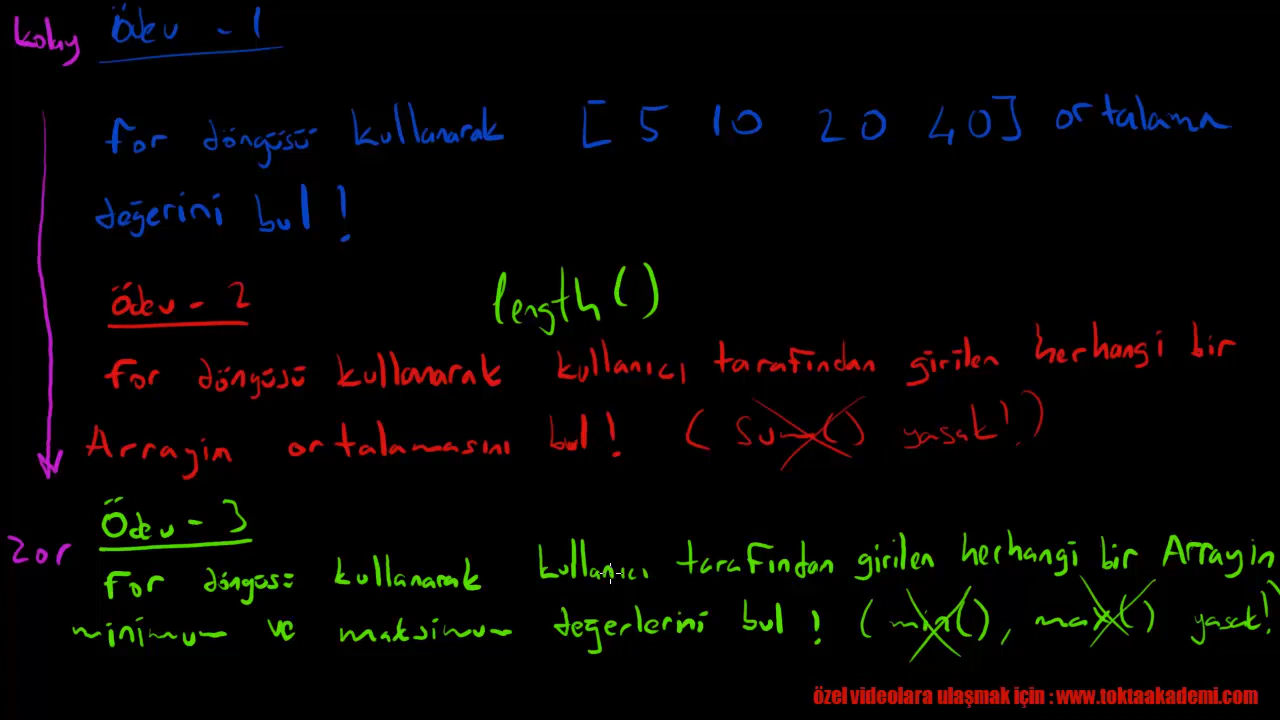 kolay Ödev - 1
for döngüsü kullanarak [ 5 10 20 40 ] ortalama
değerini bul !
Ödev - 2 length ( )
for döngüsü kullanarak kullanıcı tarafından girilen herhangi bir
Arrayin ortalamasını bul ! ( sum() yasak ! )
Ödev - 3
zor
for döngüsü kullanarak kullanıcı tarafından girilen herhangi bir Arrayin
minimum ve maksimum değerlerini bul ! ( min(), max() yasak! )
özel videolara ulaşmak için : www.toktaakademi.com